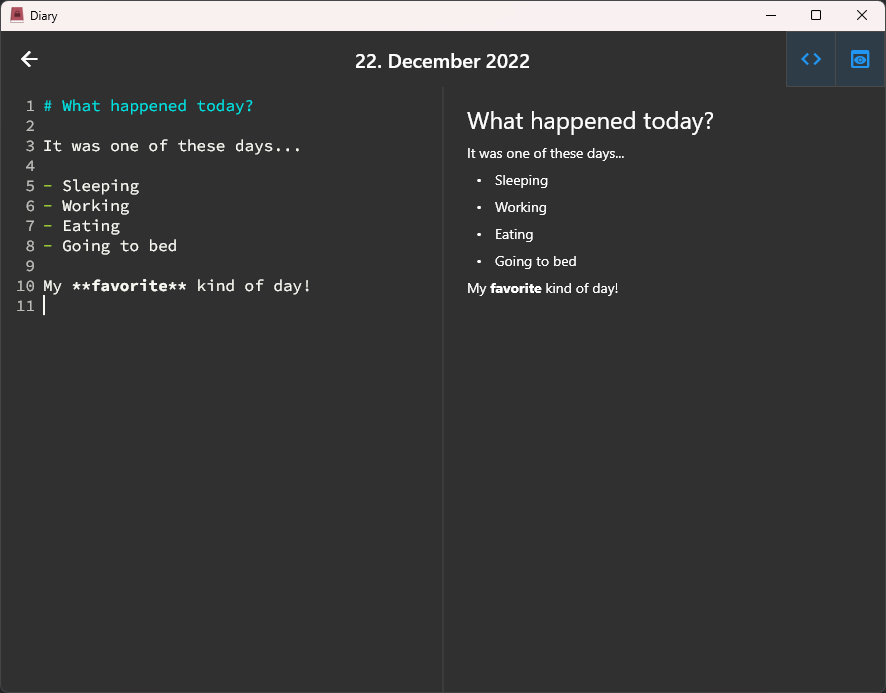 Diary
22. December 2022
1 # What happened today?
2
3 It was one of these days...
4
5 - Sleeping
6 - Working
7 - Eating
8 - Going to bed
9
10 My **favorite** kind of day!
11
What happened today?
It was one of these days...
• Sleeping
• Working
• Eating
• Going to bed
My favorite kind of day!